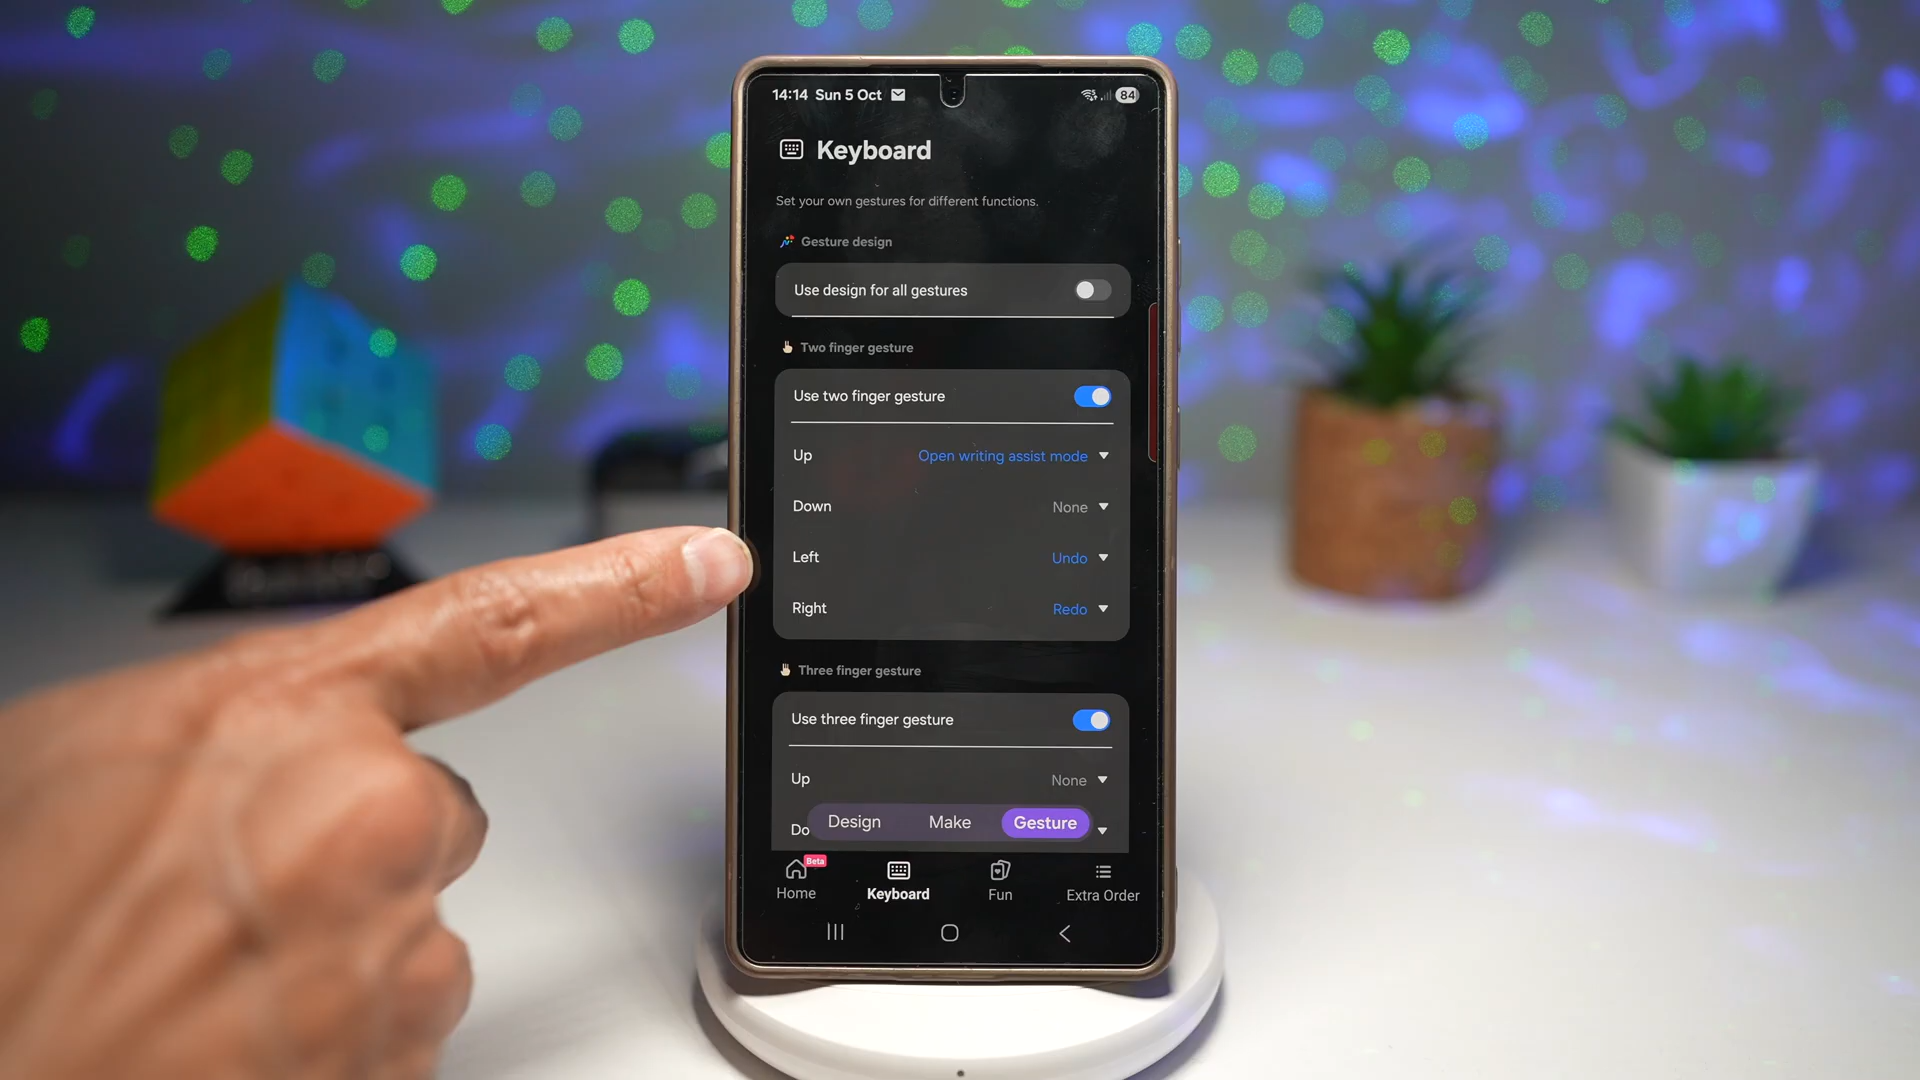 14:14 Sun 5 Oct 84
Keyboard
Set your own gestures for different functions.
Gesture design
Use design for all gestures
Two finger gesture
Use two finger gesture
Up Open writing assist mode
Down None
Left Undo
Right Redo
Three finger gesture
Use three finger gesture
Up None
Do
Design Make Gesture
Beta
Home Keyboard Fun Extra Order